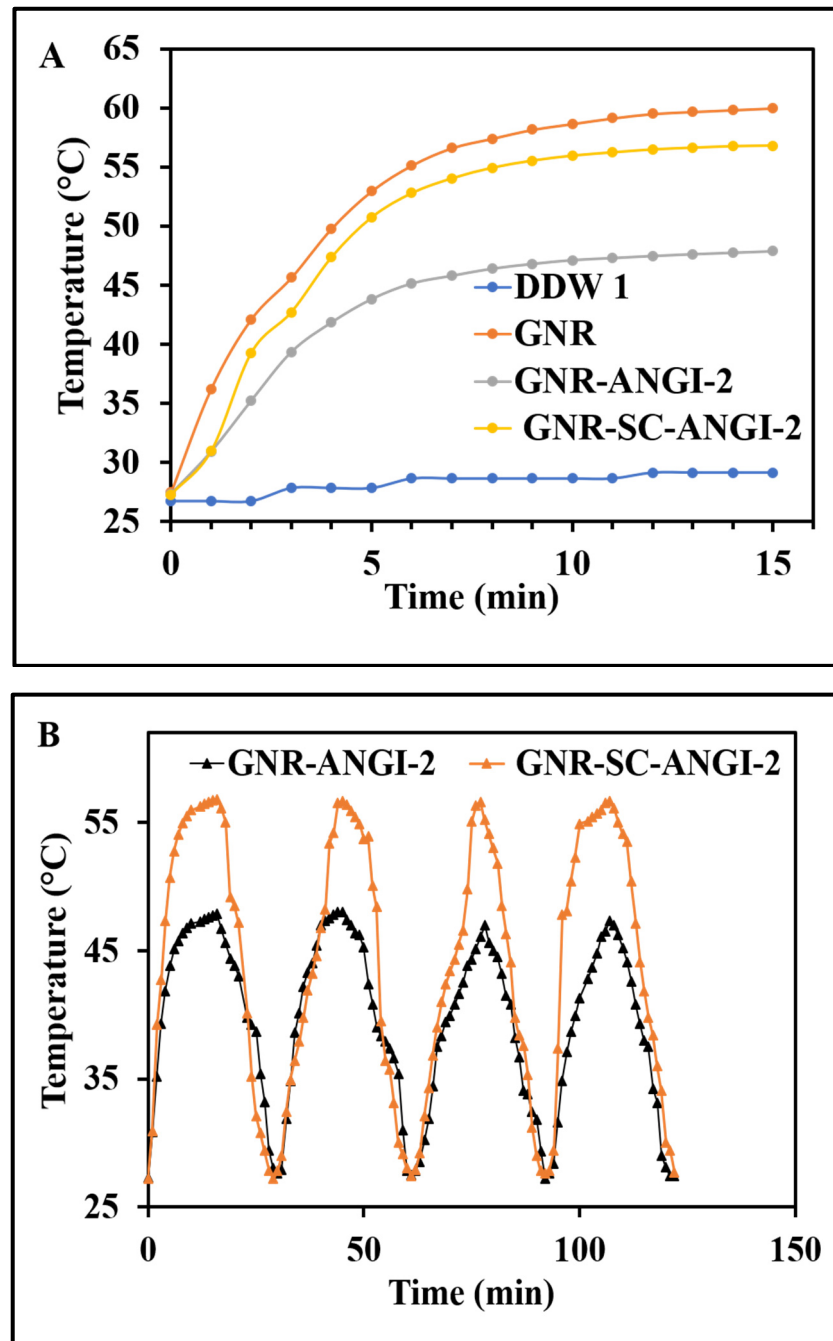 A
65
60
55
50
45
40
35
30
25
Temperature (°C)
DDW 1
GNR
GNR-ANGI-2
GNR-SC-ANGI-2
0 5 10 15
Time (min)
B
GNR-ANGI-2 GNR-SC-ANGI-2
55
45
35
25
Temperature (°C)
0 50 100 150
Time (min)